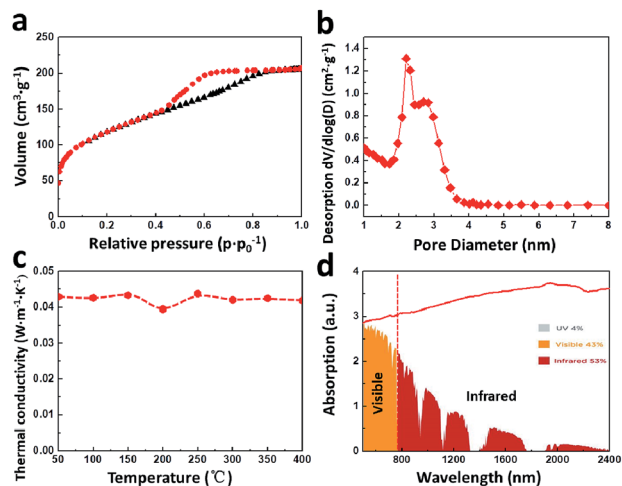 a
Volume (cm³·g⁻¹)
250
200
150
100
50
0
0.0 0.2 0.4 0.6 0.8 1.0
Relative pressure (p·p₀⁻¹)
b
Desorption dV/dlog(D) (cm²·g⁻¹)
1.4
1.2
1.0
0.8
0.6
0.4
0.2
0.0
1 2 3 4 5 6 7 8
Pore Diameter (nm)
c
Thermal conductivity (W·m⁻¹·K⁻¹)
0.05
0.04
0.03
0.02
0.01
0.00
50 100 150 200 250 300 350 400
Temperature (℃)
d
Absorption (a.u.)
4
3
2
1
0
UV 4%
Visible 43%
Infrared 53%
Visible
Infrared
800 1200 1600 2000 2400
Wavelength (nm)